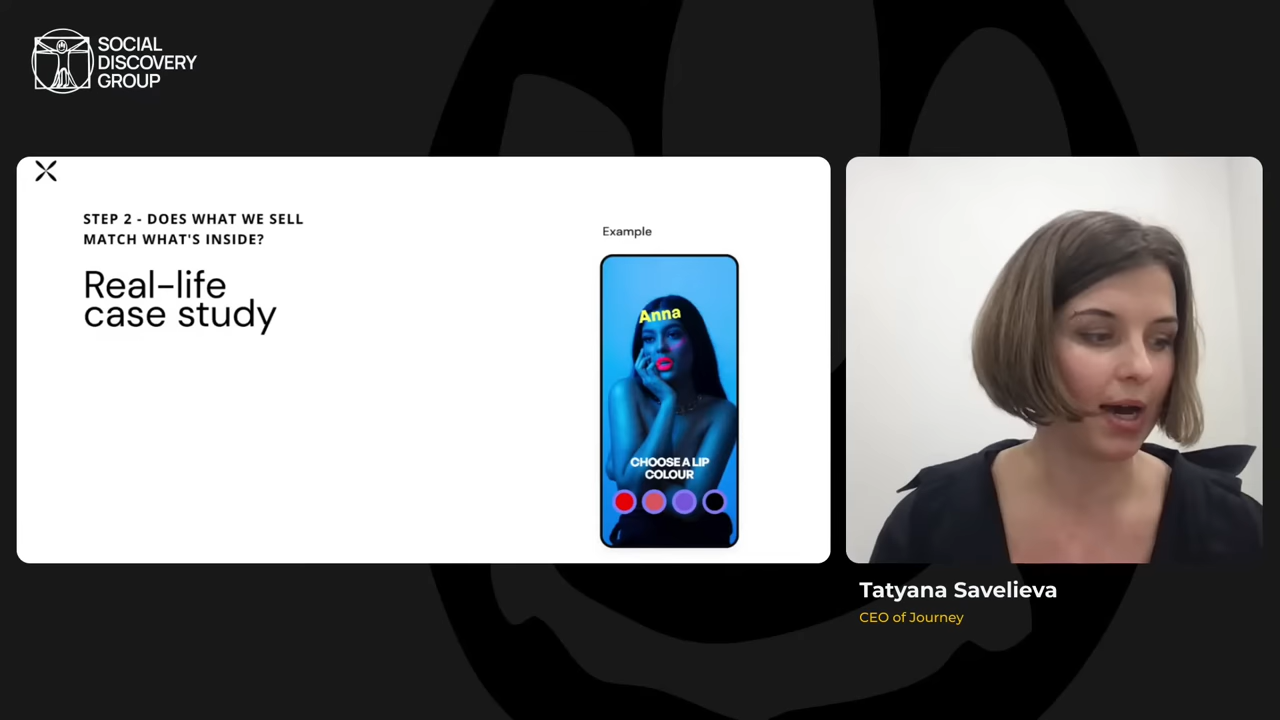 SOCIAL
DISCOVERY
GROUP
STEP 2 - DOES WHAT WE SELL
MATCH WHAT'S INSIDE?
Real-life
case study
Example
Anna
CHOOSE A LIP
COLOUR
Tatyana Savelieva
CEO of Journey